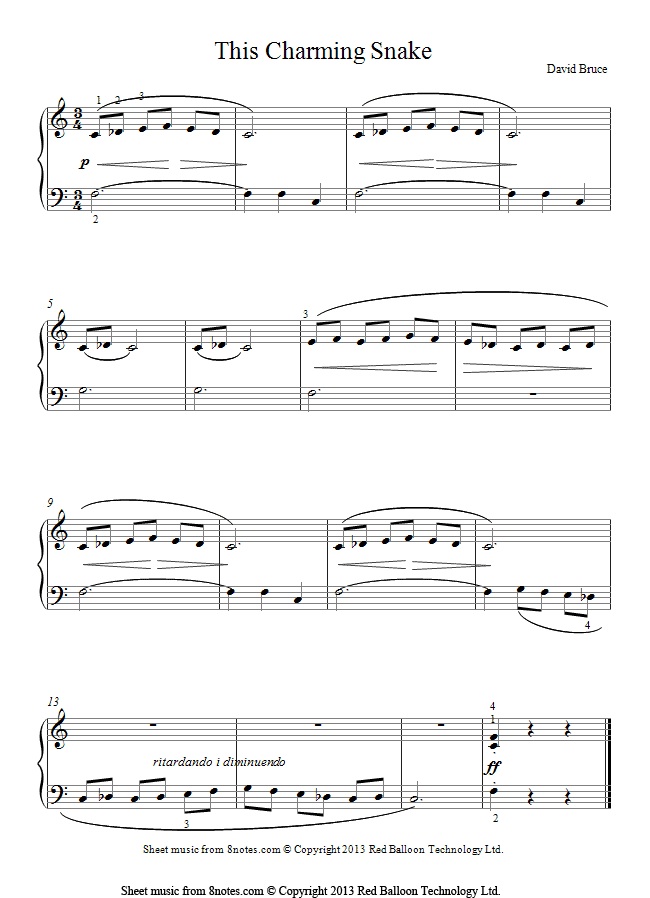 This Charming Snake
David Bruce
1 2 3
3 4
p
3 4
2
5
3
9
4
13
4
1
ritardando i diminuendo
ff
3
2
Sheet music from 8notes.com © Copyright 2013 Red Balloon Technology Ltd.
Sheet music from 8notes.com © Copyright 2013 Red Balloon Technology Ltd.